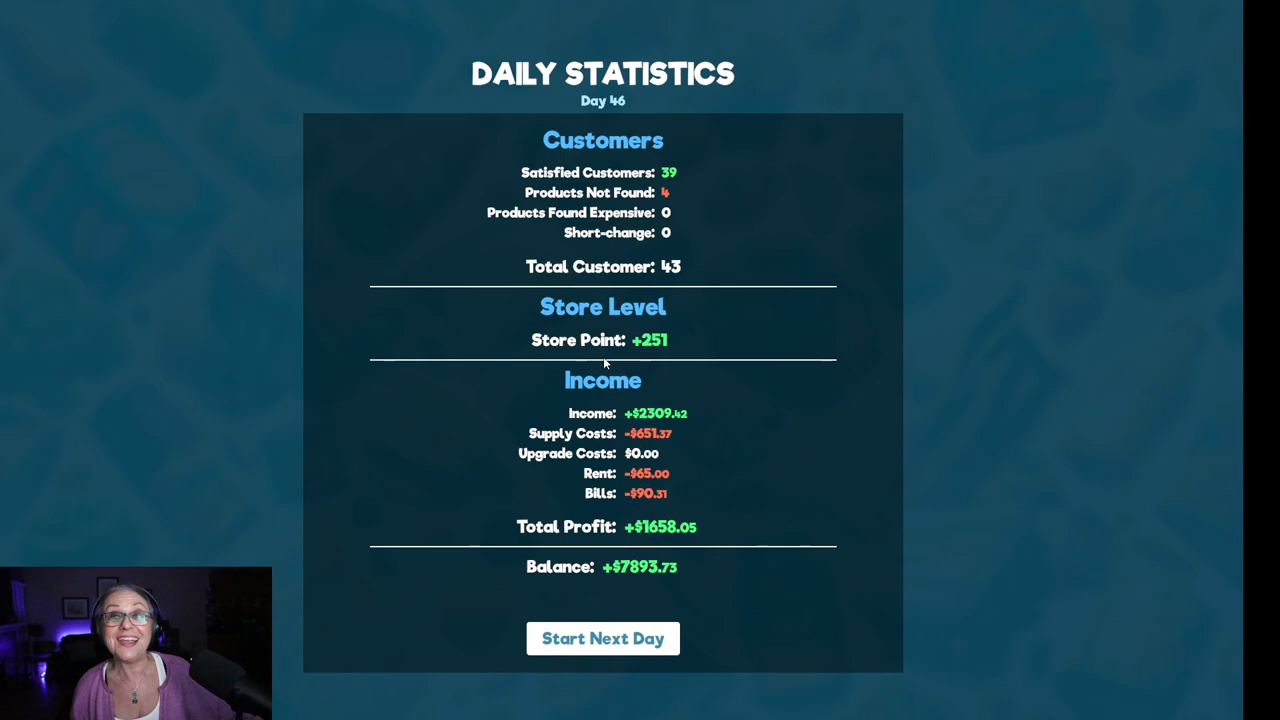 DAILY STATISTICS
Day 46
Customers
Satisfied Customers: 39
Products Not Found: 4
Products Found Expensive: 0
Short-change: 0
Total Customer: 43
Store Level
Store Point: +251
Income
Income: +$2309.42
Supply Costs: -$651.37
Upgrade Costs: $0.00
Rent: -$65.00
Bills: -$90.31
Total Profit: +$1658.05
Balance: +$7893.73
Start Next Day